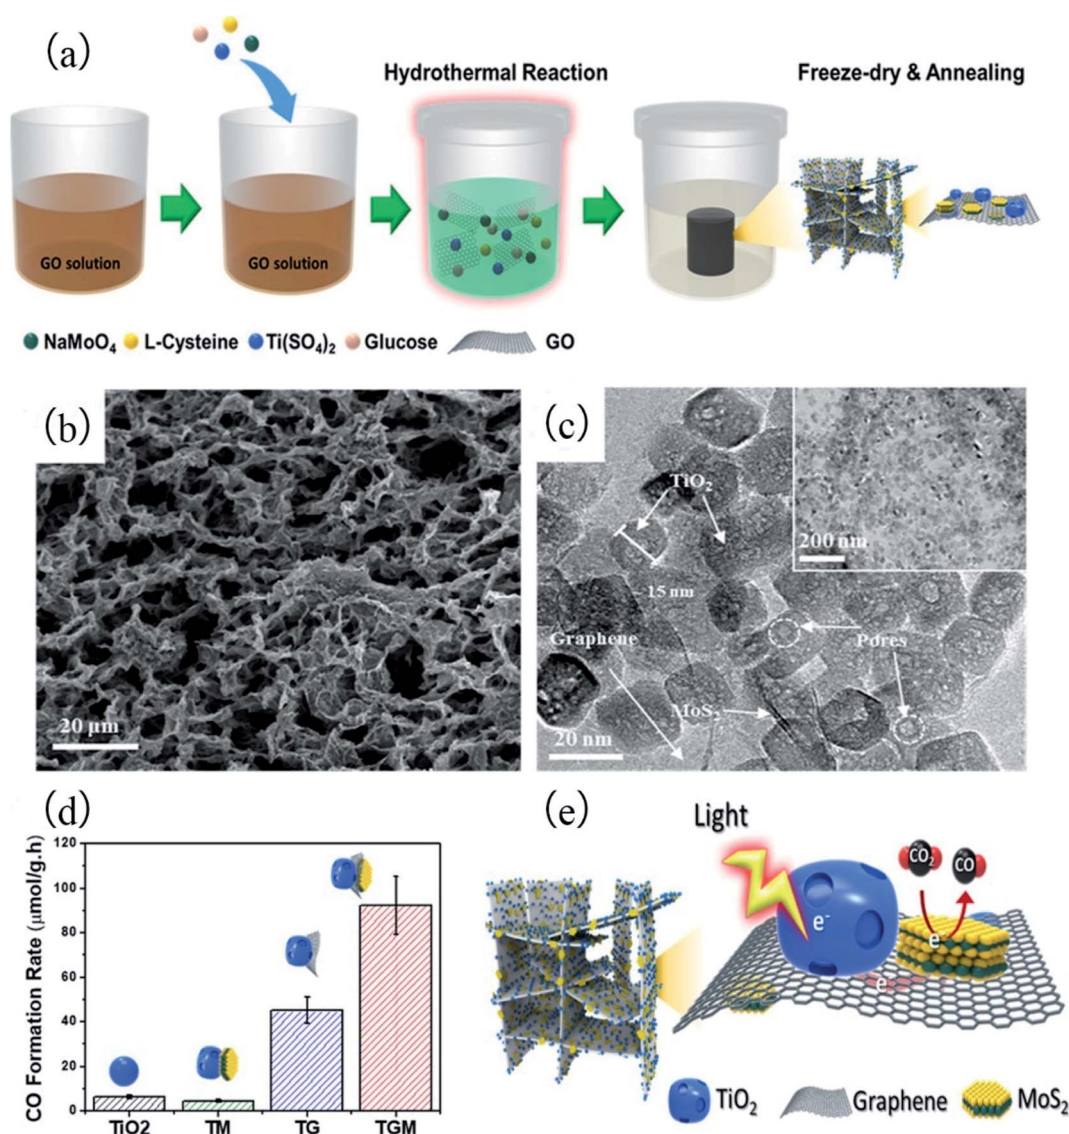 (a)
Hydrothermal Reaction
Freeze-dry & Annealing
GO solution
GO solution
NaMoO4
L-Cysteine
Ti(SO4)2
Glucose
GO
(b)
20 μm
(c)
TiO2
200 nm
15 nm
Graphene
Pores
MoS2
20 nm
(d)
CO Formation Rate (μmol/g.h)
120
100
80
60
40
20
0
TiO2
TM
TG
TGM
(e)
Light
CO2
CO
e-
e
e
TiO2
Graphene
MoS2